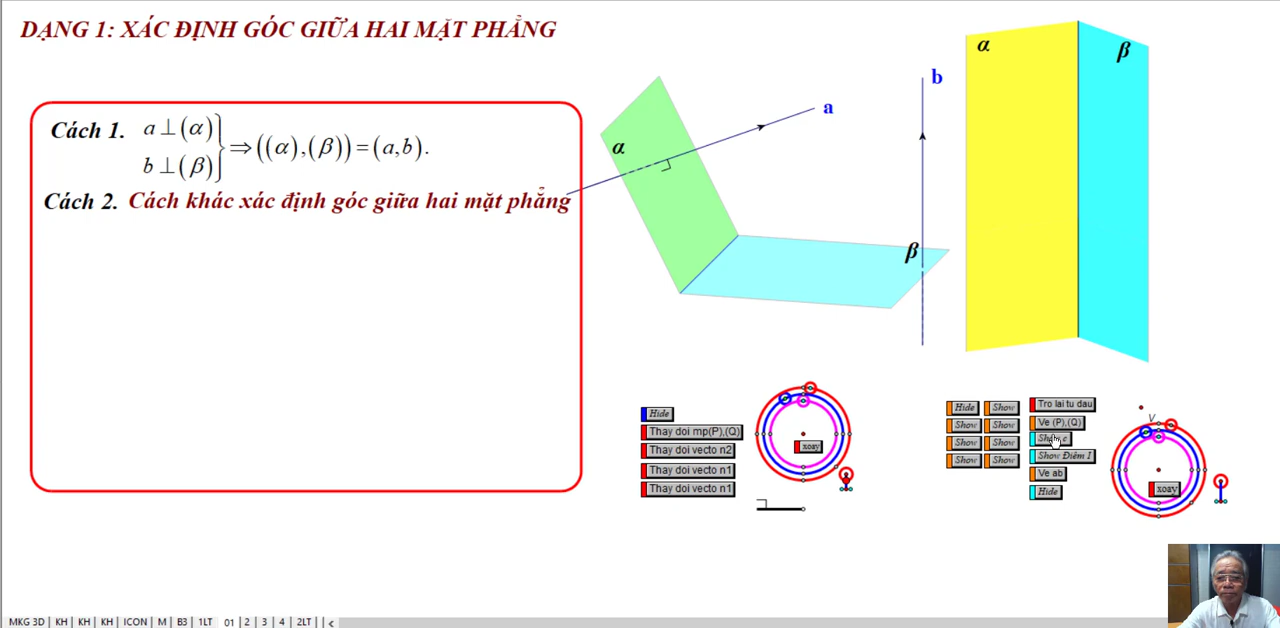 DẠNG 1: XÁC ĐỊNH GÓC GIỮA HAI MẶT PHẲNG
Cách 1. a ⊥ (α)
b ⊥ (β)
⇒ ((α),(β)) = (a,b).
Cách 2. Cách khác xác định góc giữa hai mặt phẳng
α
a
β
b
α
β
Hide
Thay doi mp(P),(Q)
Thay doi vecto n2
Thay doi vecto n1
Thay doi vecto n1
xoay
Hide Show
Show Show
Show Show
Show Show
Tro lai tu dau
Ve (P),(Q)
Show Điểm I
Ve ab
Hide
V
xoay
MKG 3D | KH | KH | KH | ICON | M | B3 | 1LT | 01 | 2 | 3 | 4 | 2LT |